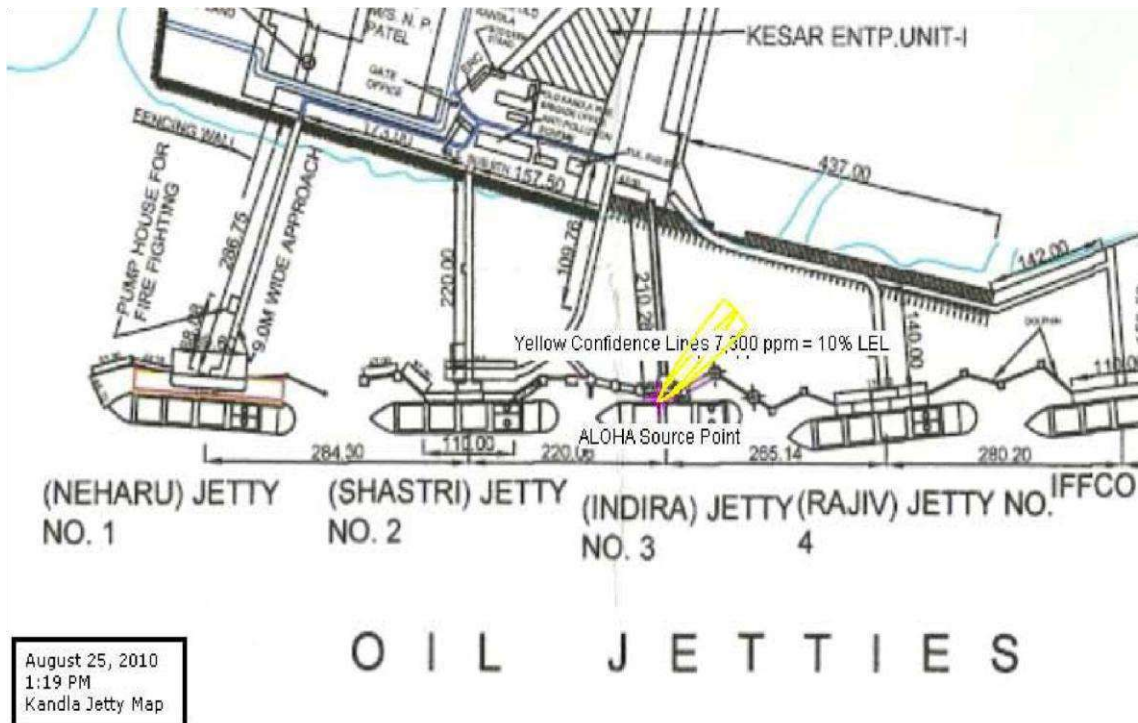 M/S. N. P.
PATEL
KANDLA
KESAR ENTP.UNIT-I
GATE
OFFICE
FENCING WALL
157.50
437.00
PUMP HOUSE FOR
FIRE FIGHTING
286.75
9.0M WIDE APPROACH
220.00
109.76
142.00
140.00
DOLPHIN
Yellow Confidence Lines 7,300 ppm = 10% LEL
ALOHA Source Point
110.00
110.00
284.30
265.14
280.20
(NEHARU) JETTY
NO. 1
(SHASTRI) JETTY
NO. 2
(INDIRA) JETTY
NO. 3
(RAJIV) JETTY NO.
4
IFFCO
OIL JETTIES
August 25, 2010
1:19 PM
Kandla Jetty Map